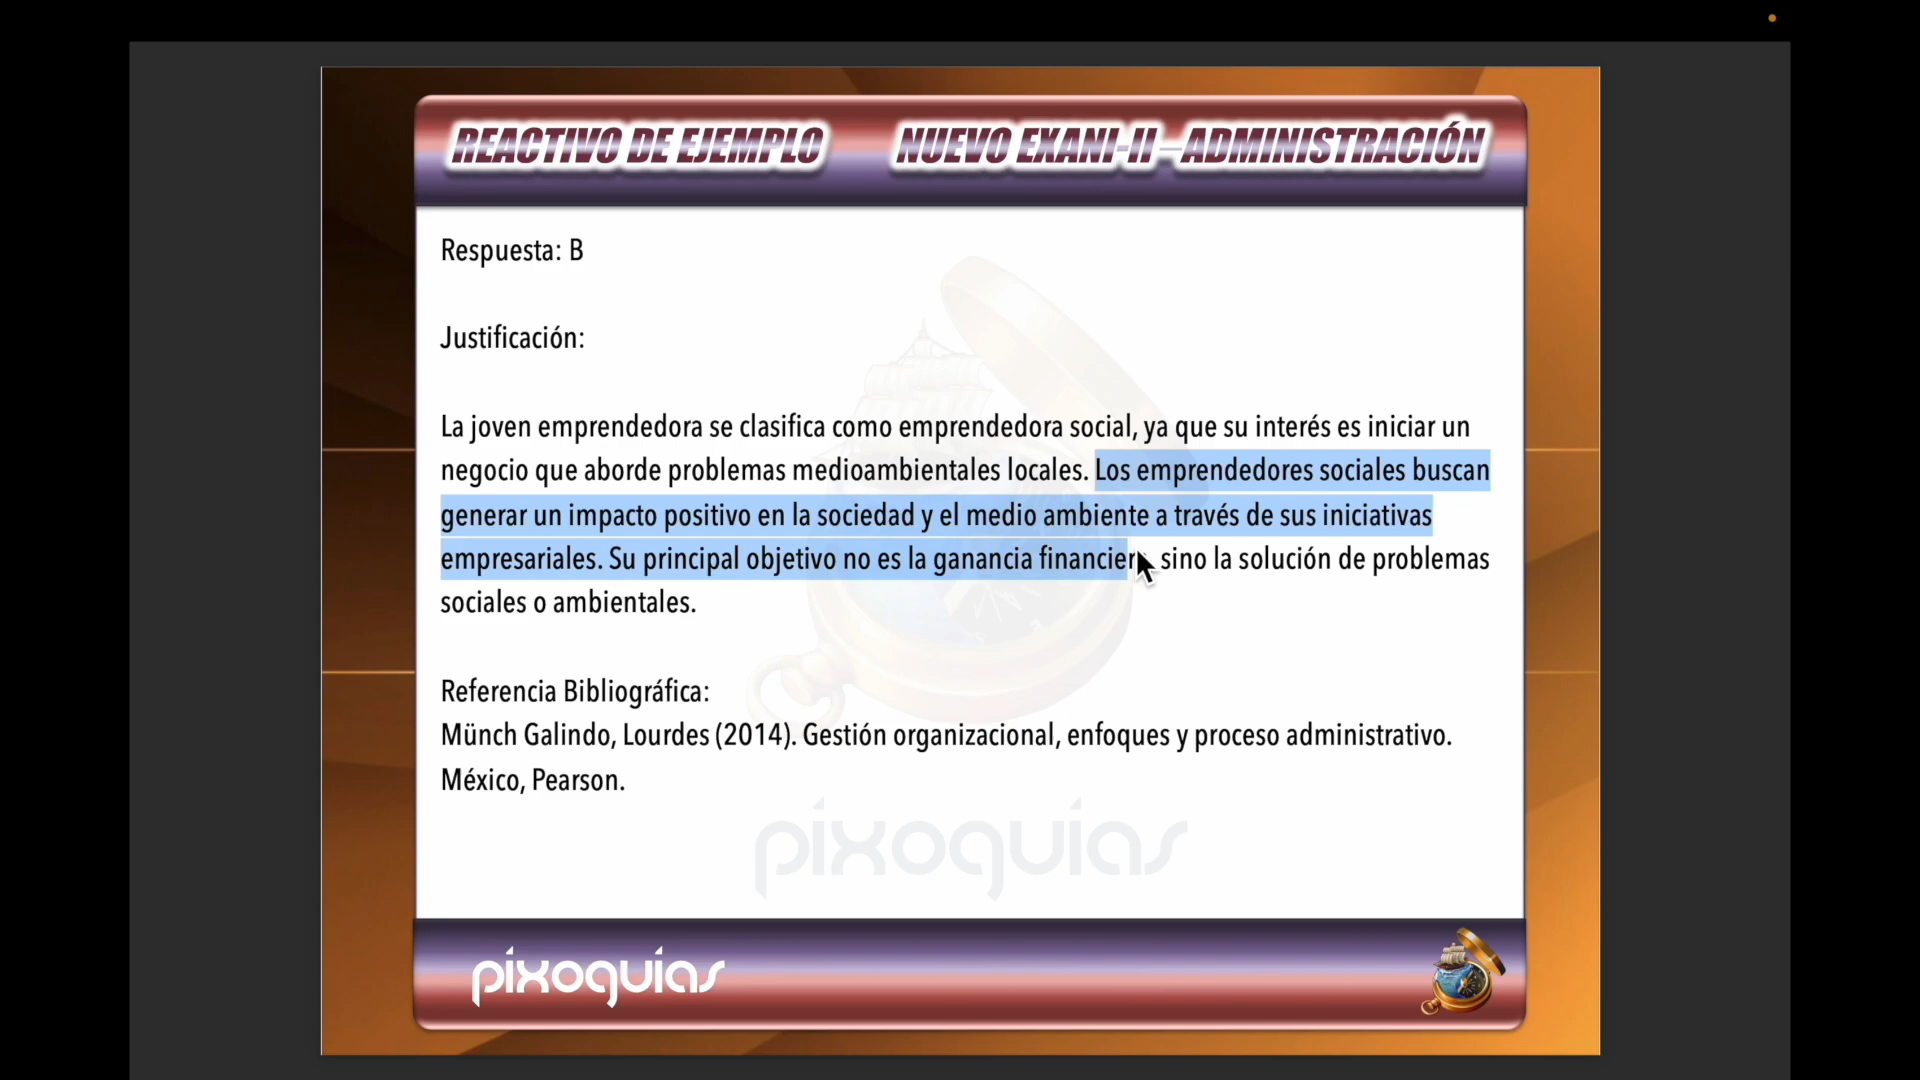 REACTIVO DE EJEMPLO NUEVO EXANI-II – ADMINISTRACIÓN
Respuesta: B
Justificación:
La joven emprendedora se clasifica como emprendedora social, ya que su interés es iniciar un
negocio que aborde problemas medioambientales locales. Los emprendedores sociales buscan
generar un impacto positivo en la sociedad y el medio ambiente a través de sus iniciativas
empresariales. Su principal objetivo no es la ganancia financiera, sino la solución de problemas
sociales o ambientales.
Referencia Bibliográfica:
Münch Galindo, Lourdes (2014). Gestión organizacional, enfoques y proceso administrativo.
México, Pearson.
pixoguias
pixoguias